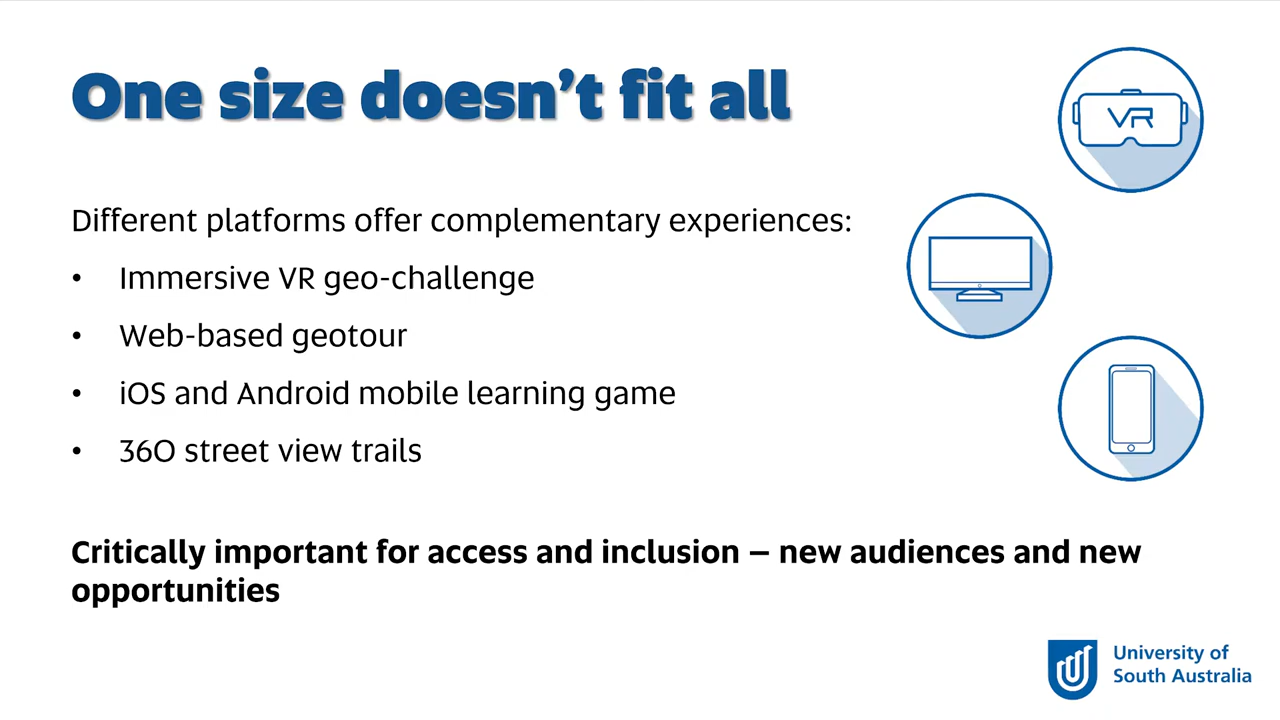 One size doesn’t fit all
VR
Different platforms offer complementary experiences:
• Immersive VR geo-challenge
• Web-based geotour
• iOS and Android mobile learning game
• 360 street view trails
Critically important for access and inclusion – new audiences and new
opportunities
University of
South Australia